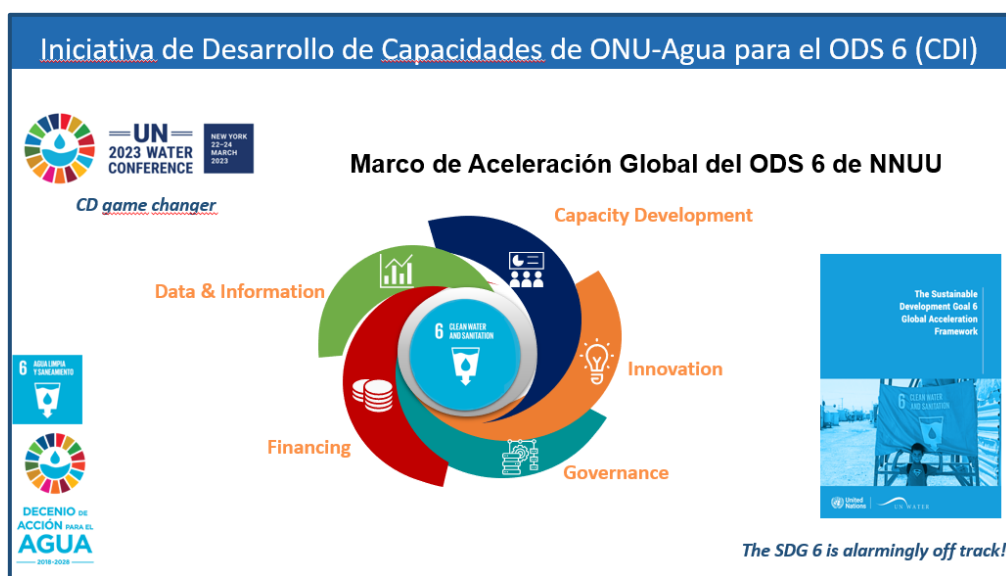 Iniciativa de Desarrollo de Capacidades de ONU-Agua para el ODS 6 (CDI)
UN
2023 WATER
CONFERENCE
NEW YORK
22-24
MARCH
2023
CD game changer
Marco de Aceleración Global del ODS 6 de NNUU
Capacity Development
Data & Information
Innovation
Financing
Governance
6 CLEAN WATER
AND SANITATION
6 AGUA LIMPIA
Y SANEAMIENTO
DECENIO DE
ACCIÓN PARA EL
AGUA
2018-2028
The Sustainable
Development Goal 6
Global Acceleration
Framework
6 CLEAN WATER
AND SANITATION
United
Nations
UN WATER
The SDG 6 is alarmingly off track!